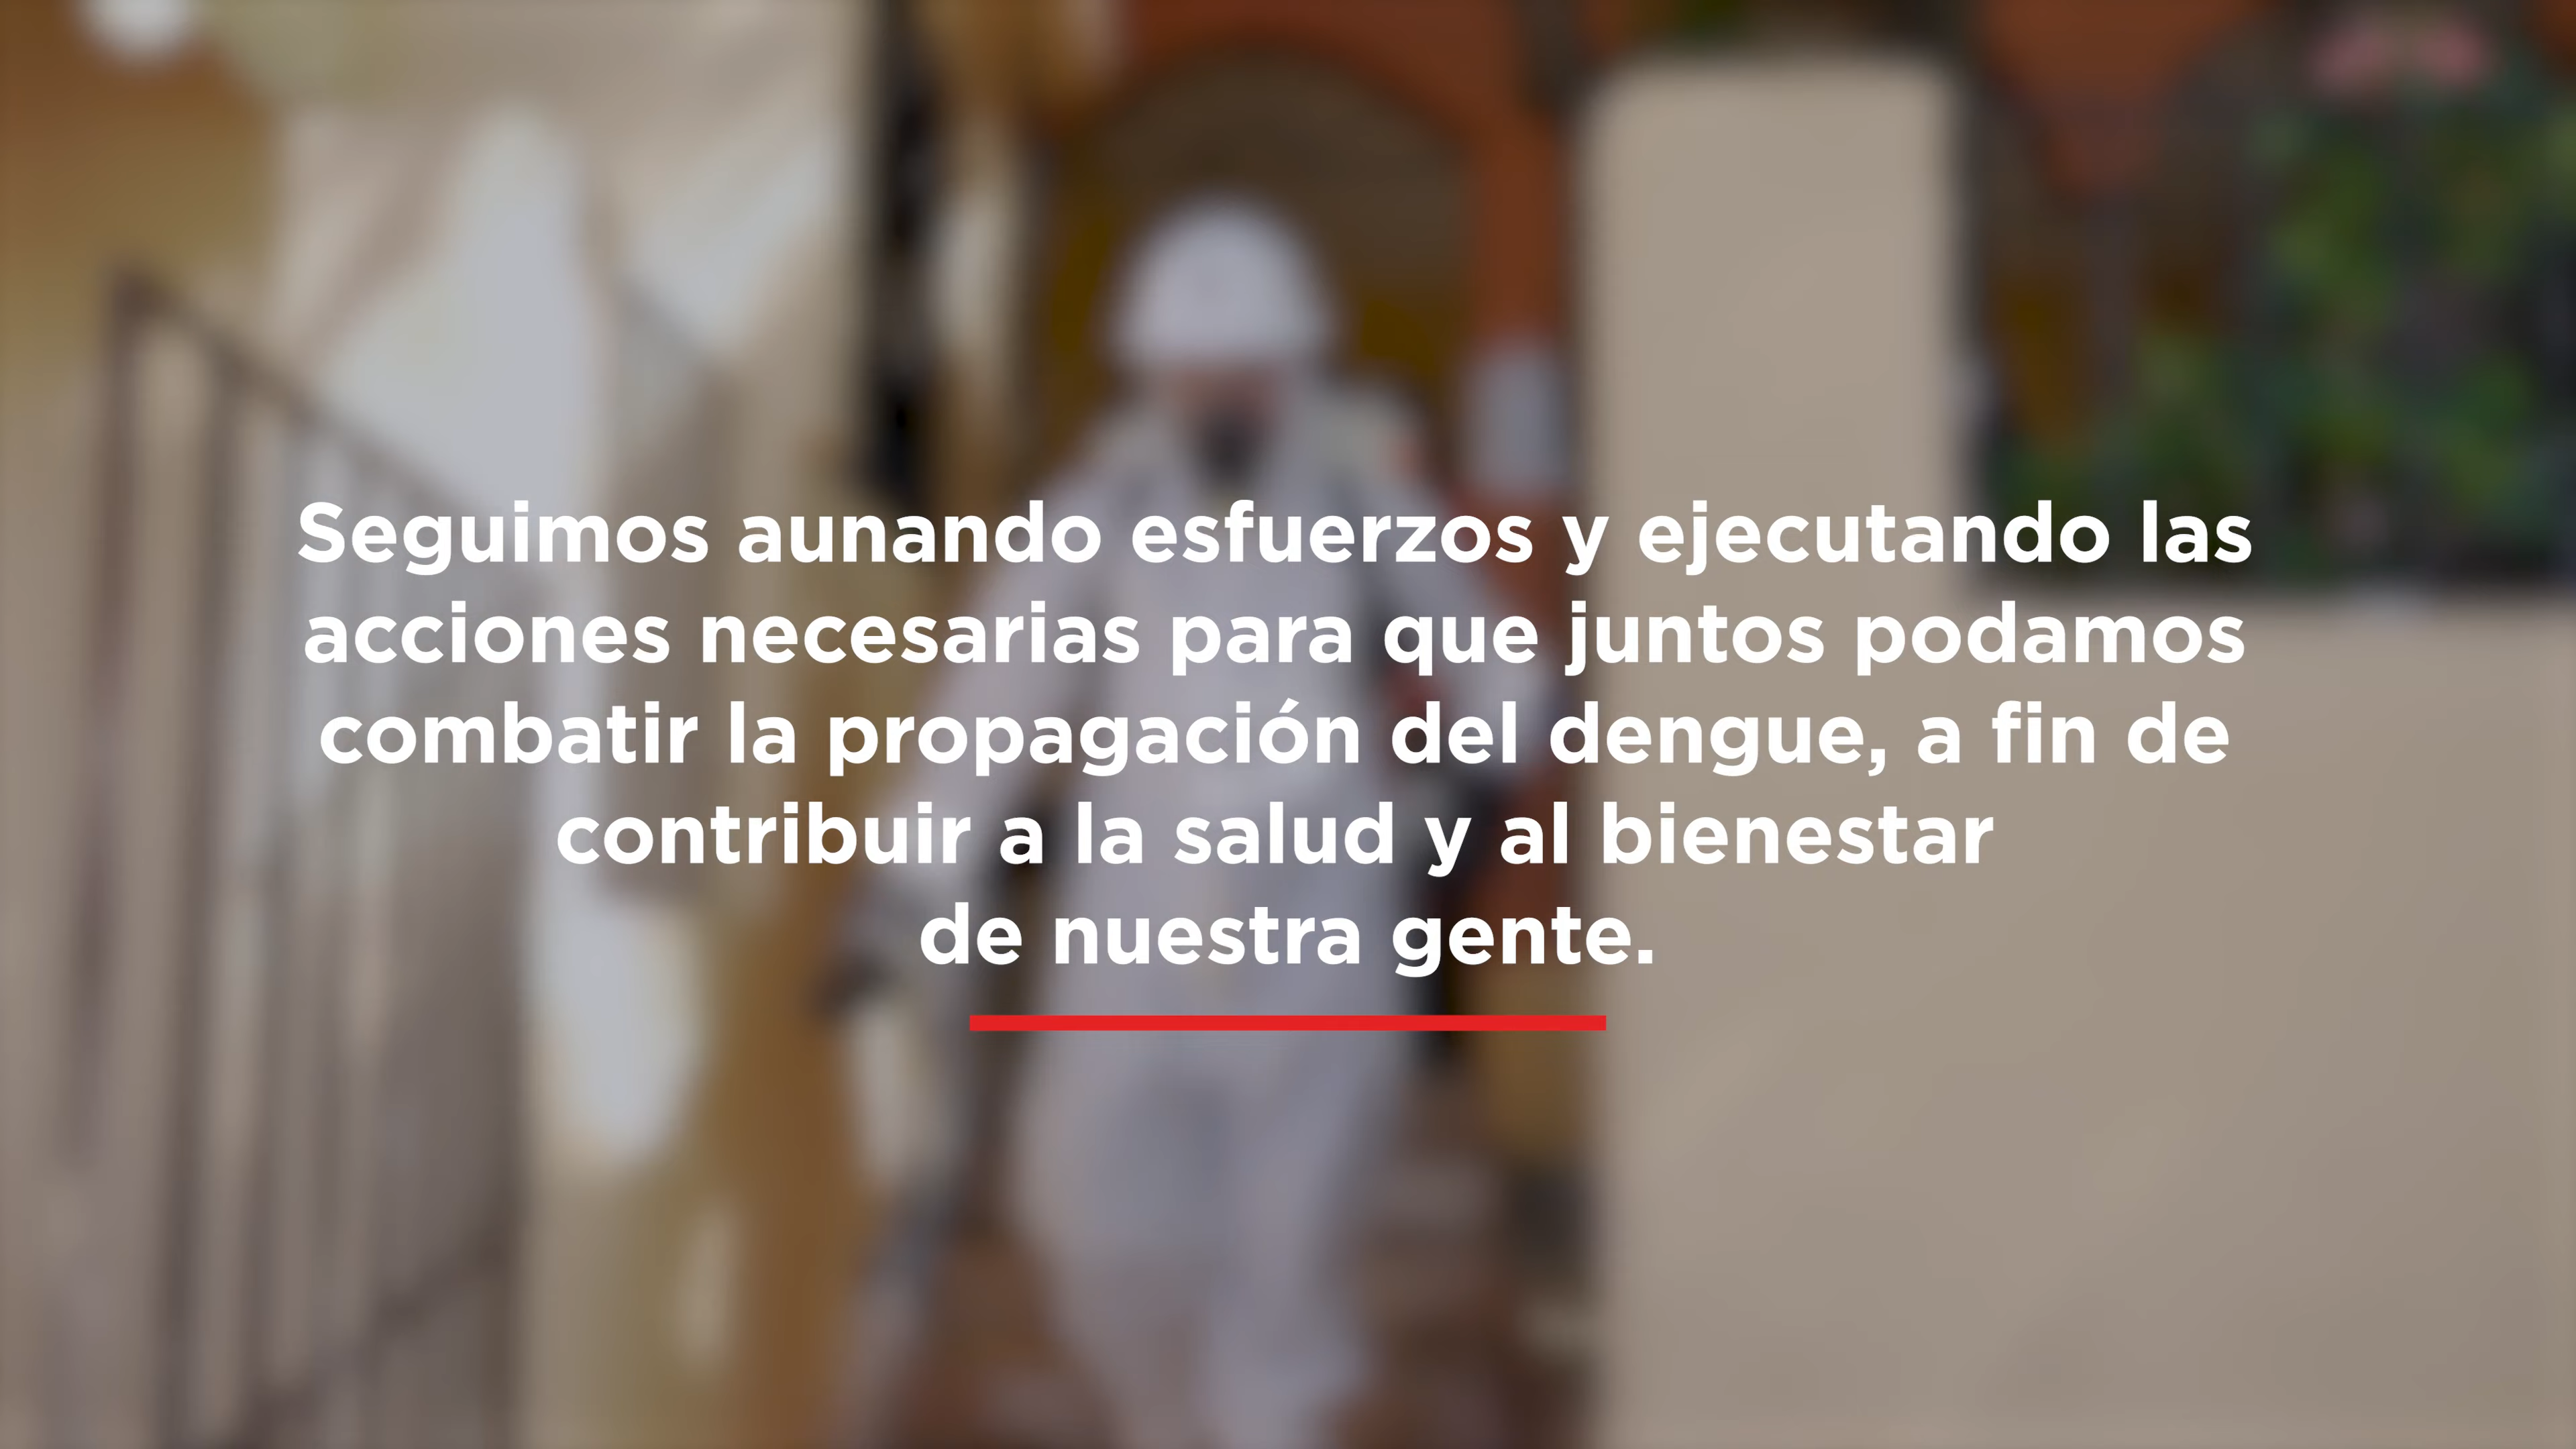 Seguimos aunando esfuerzos y ejecutando las
acciones necesarias para que juntos podamos
combatir la propagación del dengue, a fin de
contribuir a la salud y al bienestar
de nuestra gente.